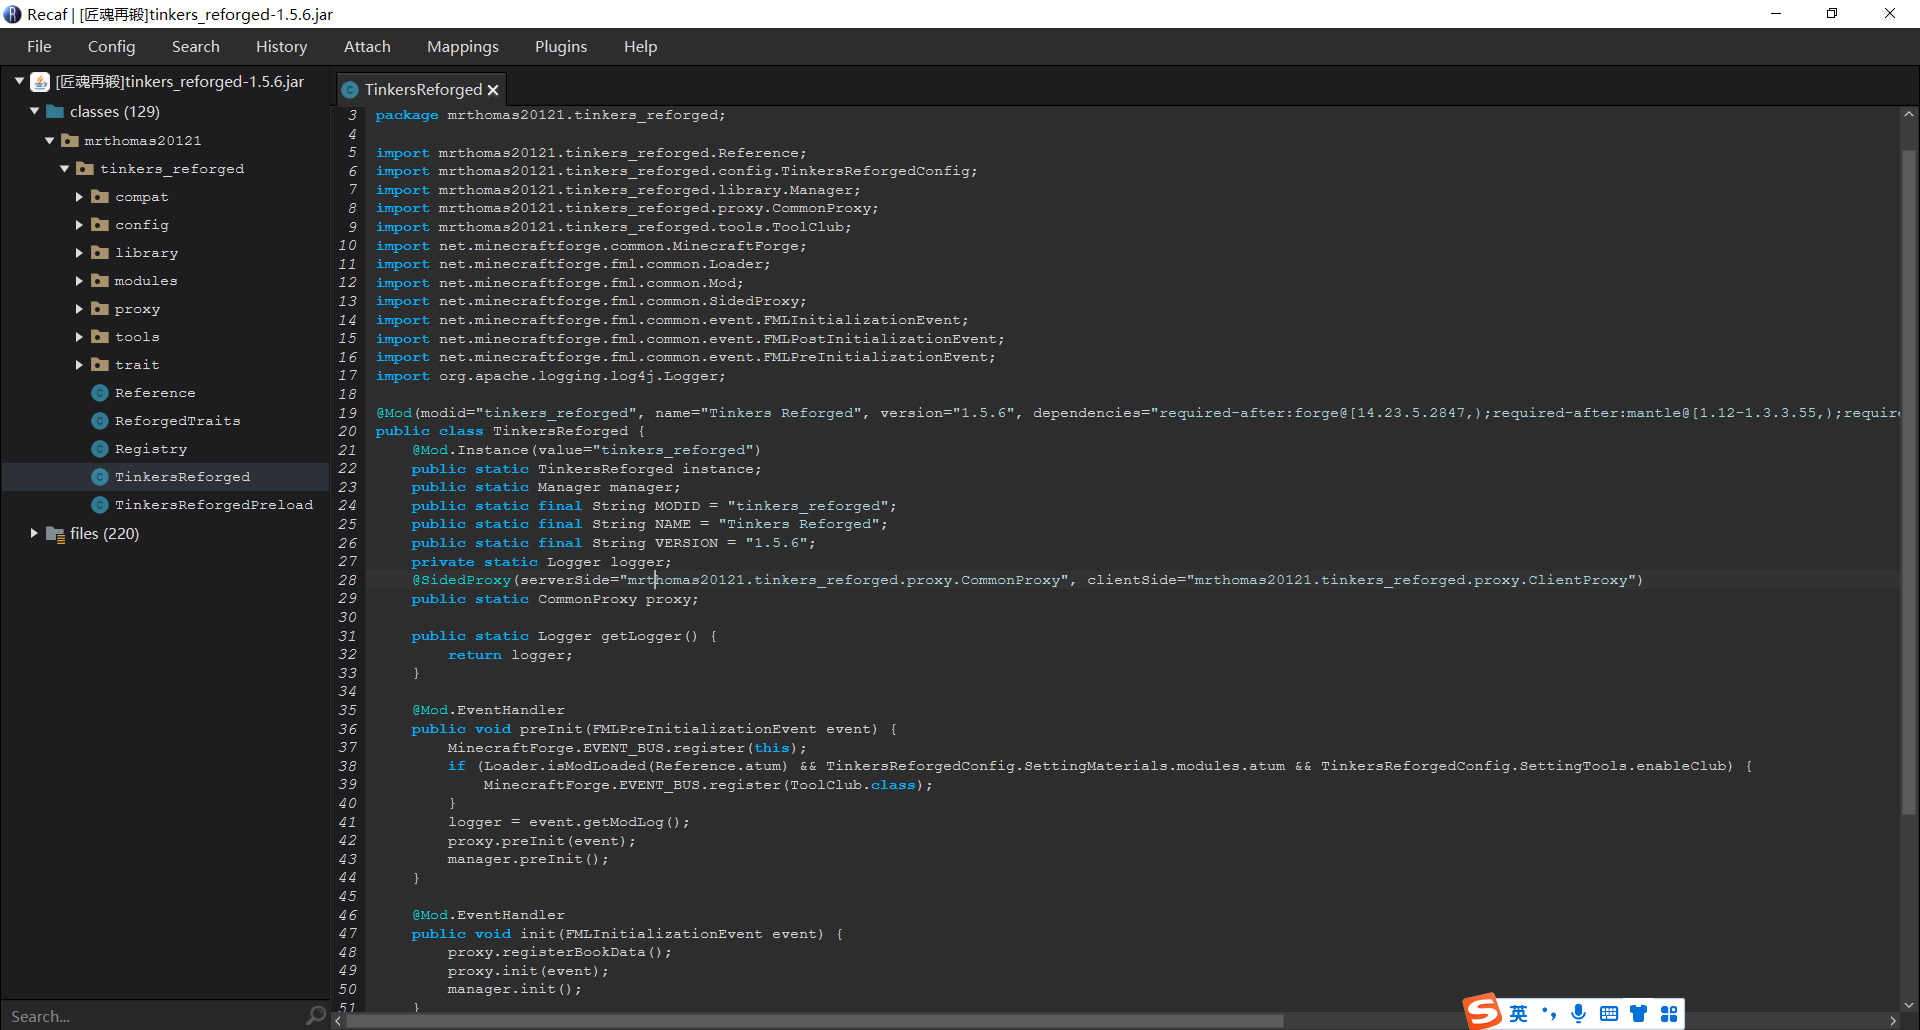 Recaf | [匠魂再锻]tinkers_reforged-1.5.6.jar
File Config Search History Attach Mappings Plugins Help
[匠魂再锻]tinkers_reforged-1.5.6.jar
classes (129)
mrthomas20121
tinkers_reforged
compat
config
library
modules
proxy
tools
trait
Reference
ReforgedTraits
Registry
TinkersReforged
TinkersReforgedPreload
files (220)
Search...
TinkersReforged
3 package mrthomas20121.tinkers_reforged;
4
5 import mrthomas20121.tinkers_reforged.Reference;
6 import mrthomas20121.tinkers_reforged.config.TinkersReforgedConfig;
7 import mrthomas20121.tinkers_reforged.library.Manager;
8 import mrthomas20121.tinkers_reforged.proxy.CommonProxy;
9 import mrthomas20121.tinkers_reforged.tools.ToolClub;
10 import net.minecraftforge.common.MinecraftForge;
11 import net.minecraftforge.fml.common.Loader;
12 import net.minecraftforge.fml.common.Mod;
13 import net.minecraftforge.fml.common.SidedProxy;
14 import net.minecraftforge.fml.common.event.FMLInitializationEvent;
15 import net.minecraftforge.fml.common.event.FMLPostInitializationEvent;
16 import net.minecraftforge.fml.common.event.FMLPreInitializationEvent;
17 import org.apache.logging.log4j.Logger;
18
19 @Mod(modid="tinkers_reforged", name="Tinkers Reforged", version="1.5.6", dependencies="required-after:forge@[14.23.5.2847,);required-after:mantle@[1.12-1.3.3.55,);require
20 public class TinkersReforged {
21 @Mod.Instance(value="tinkers_reforged")
22 public static TinkersReforged instance;
23 public static Manager manager;
24 public static final String MODID = "tinkers_reforged";
25 public static final String NAME = "Tinkers Reforged";
26 public static final String VERSION = "1.5.6";
27 private static Logger logger;
28 @SidedProxy(serverSide="mrthomas20121.tinkers_reforged.proxy.CommonProxy", clientSide="mrthomas20121.tinkers_reforged.proxy.ClientProxy")
29 public static CommonProxy proxy;
30
31 public static Logger getLogger() {
32 return logger;
33 }
34
35 @Mod.EventHandler
36 public void preInit(FMLPreInitializationEvent event) {
37 MinecraftForge.EVENT_BUS.register(this);
38 if (Loader.isModLoaded(Reference.atum) && TinkersReforgedConfig.SettingMaterials.modules.atum && TinkersReforgedConfig.SettingTools.enableClub) {
39 MinecraftForge.EVENT_BUS.register(ToolClub.class);
40 }
41 logger = event.getModLog();
42 proxy.preInit(event);
43 manager.preInit();
44 }
45
46 @Mod.EventHandler
47 public void init(FMLInitializationEvent event) {
48 proxy.registerBookData();
49 proxy.init(event);
50 manager.init();
51 }
S 英